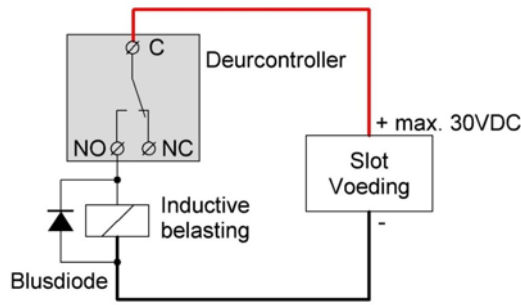 C
Deurcontroller
NO
NC
+ max. 30VDC
Slot
Voeding
-
Inductive
belasting
Blusdiode